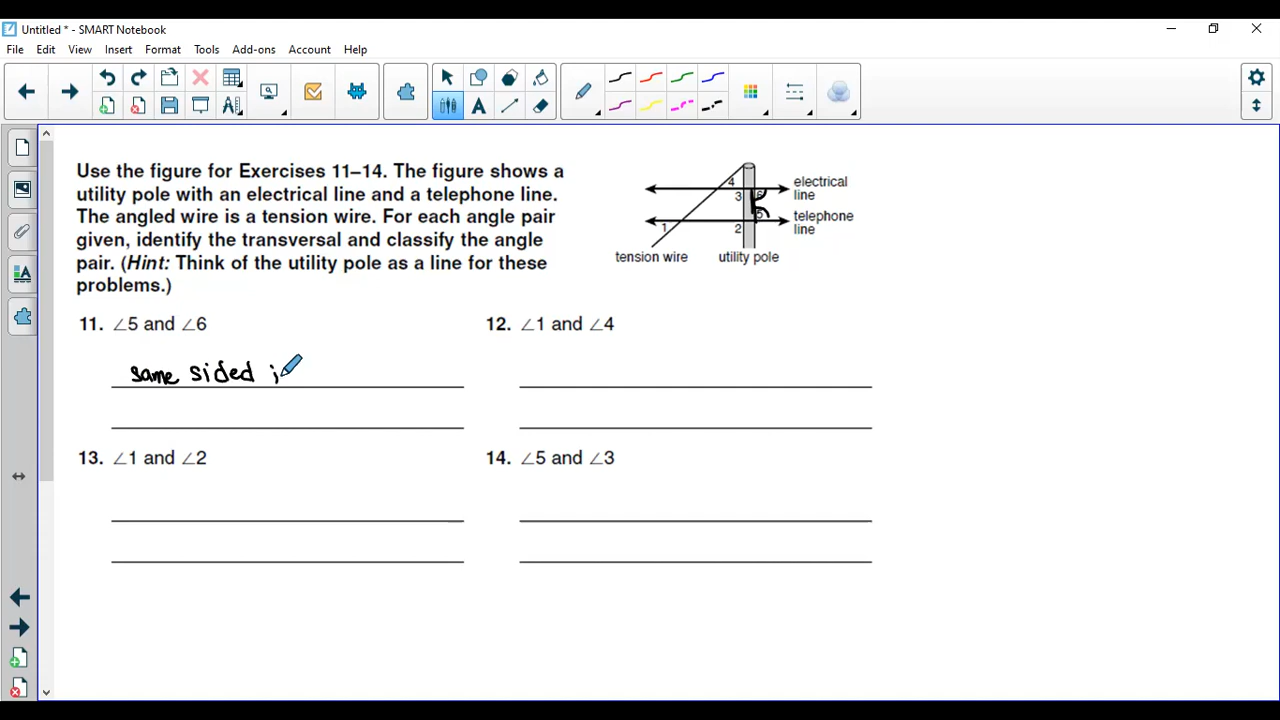 Untitled * - SMART Notebook
File Edit View Insert Format Tools Add-ons Account Help
Use the figure for Exercises 11–14. The figure shows a
utility pole with an electrical line and a telephone line.
The angled wire is a tension wire. For each angle pair
given, identify the transversal and classify the angle
pair. (Hint: Think of the utility pole as a line for these
problems.)
4
3 6
electrical
line
5
telephone
line
1 2
tension wire utility pole
11. ∠5 and ∠6
12. ∠1 and ∠4
same sided i
13. ∠1 and ∠2
14. ∠5 and ∠3